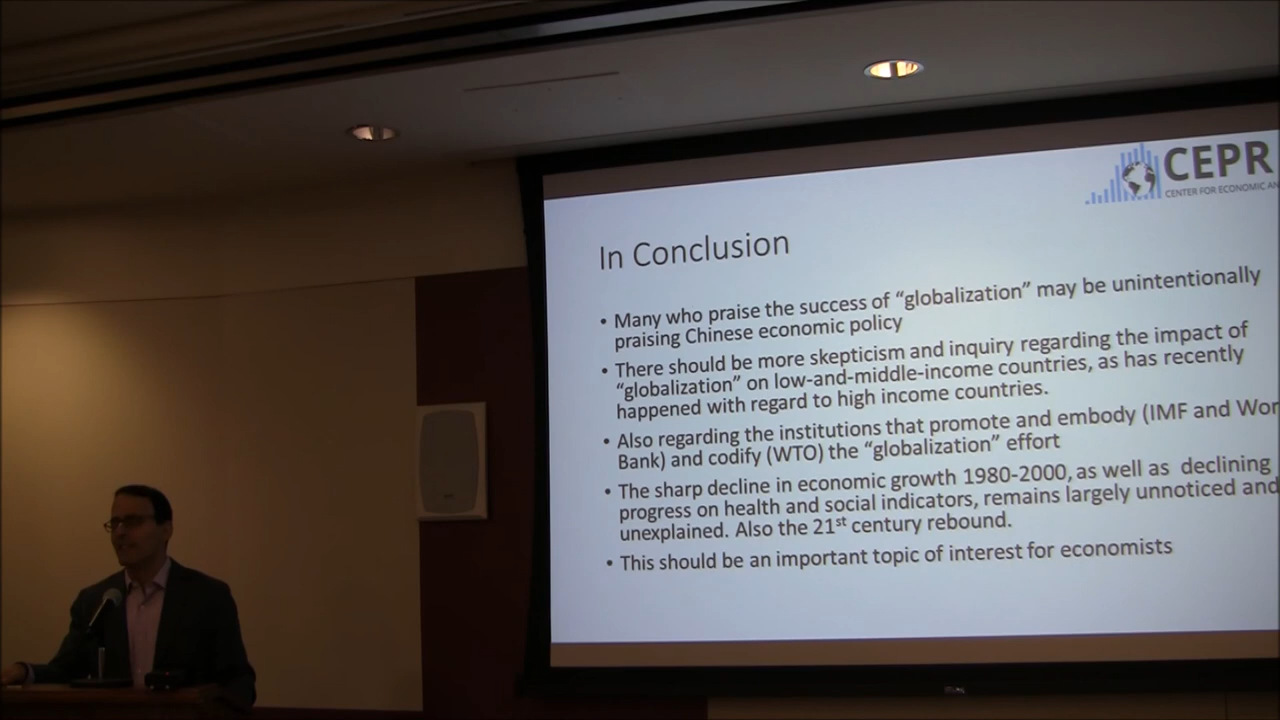 CEPR
CENTER FOR ECONOMIC AN
In Conclusion
• Many who praise the success of “globalization” may be unintentionally
praising Chinese economic policy
• There should be more skepticism and inquiry regarding the impact of
“globalization” on low-and-middle-income countries, as has recently
happened with regard to high income countries.
• Also regarding the institutions that promote and embody (IMF and Wor
Bank) and codify (WTO) the “globalization” effort
• The sharp decline in economic growth 1980-2000, as well as declining
progress on health and social indicators, remains largely unnoticed and
unexplained. Also the 21st century rebound.
• This should be an important topic of interest for economists